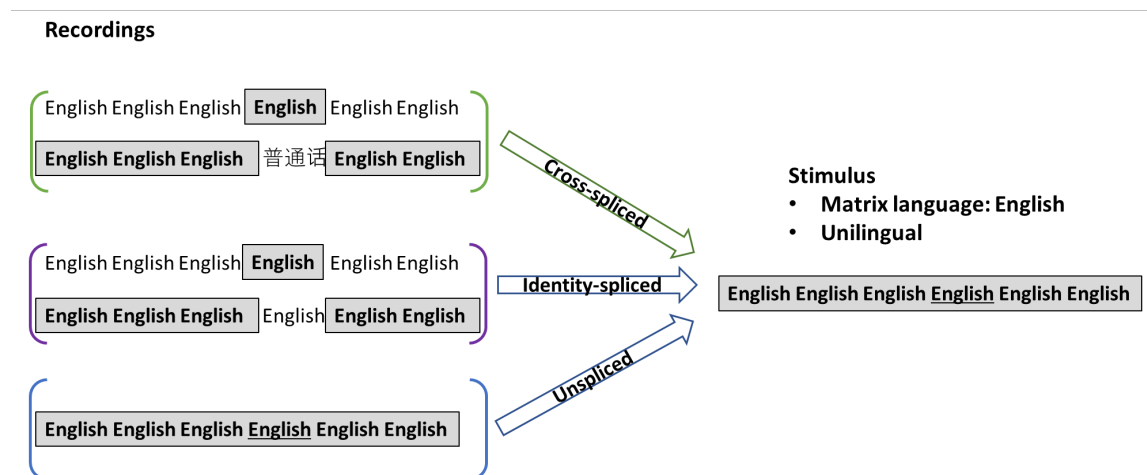 Recordings
English English English English English English
English English English 普通话 English English
Cross-spliced
English English English English English English
English English English English English English
Identity-spliced
English English English English English English
Unspliced
Stimulus
• Matrix language: English
• Unilingual
English English English English English English